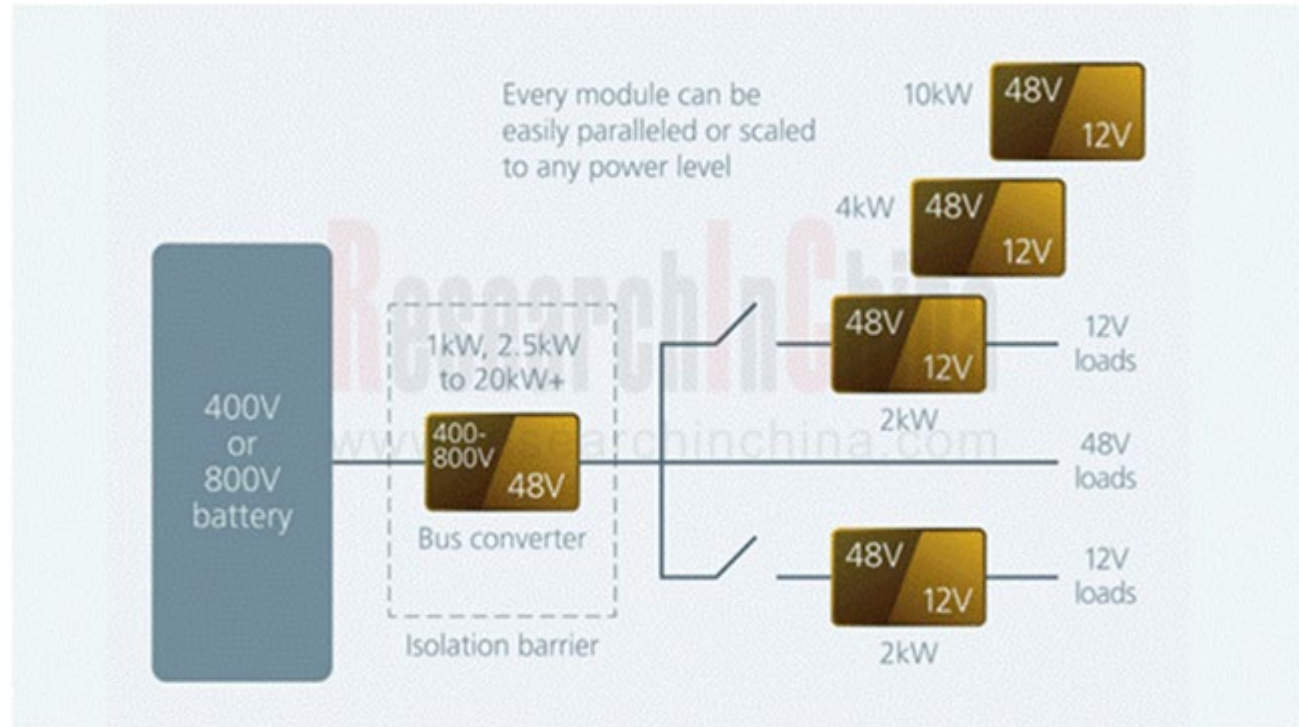 Every module can be
easily paralleled or scaled
to any power level
10kW
48V
12V
4kW
48V
12V
ResearchInChina
www.researchinchina.com
400V
or
800V
battery
1kW, 2.5kW
to 20kW+
400-
800V
48V
Bus converter
Isolation barrier
48V
12V
2kW
12V
loads
48V
loads
48V
12V
2kW
12V
loads